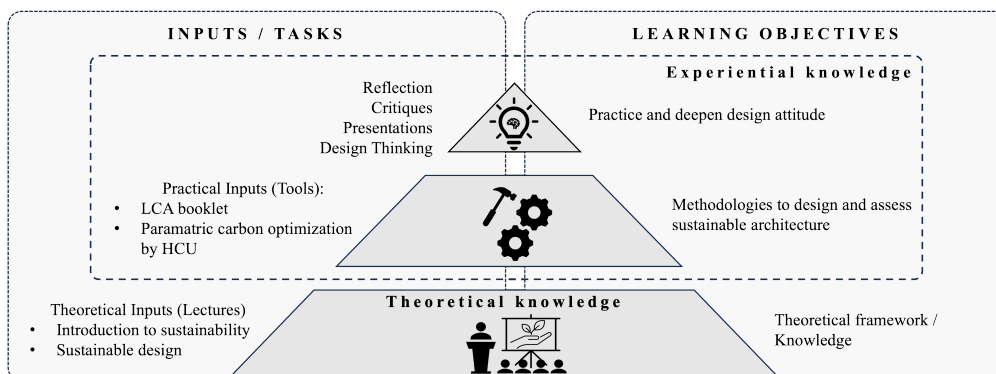 INPUTS / TASKS
LEARNING OBJECTIVES
Experiential knowledge
Reflection
Critiques
Presentations
Design Thinking
Practice and deepen design attitude
Practical Inputs (Tools):
• LCA booklet
• Paramatric carbon optimization
by HCU
Methodologies to design and assess
sustainable architecture
Theoretical knowledge
Theoretical Inputs (Lectures)
• Introduction to sustainability
• Sustainable design
Theoretical framework /
Knowledge